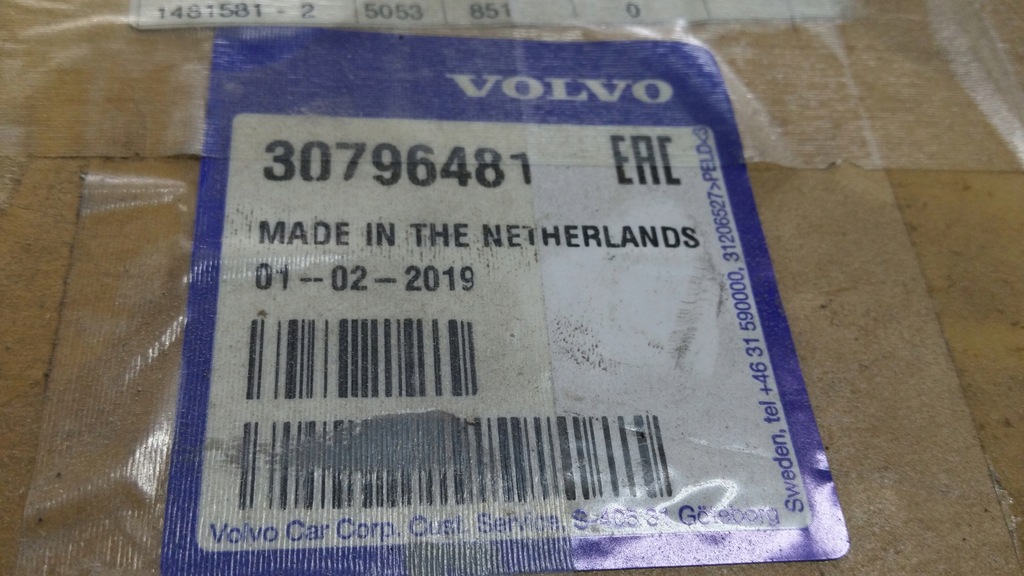 1481581 - 2 5053 851 0
VOLVO
30796481 EAC
MADE IN THE NETHERLANDS
01-02-2019
Volvo Car Corp. Cust. Service, S-405 31 Göteborg
Sweden, tel +46 31 590000, 31206527>PELD<3